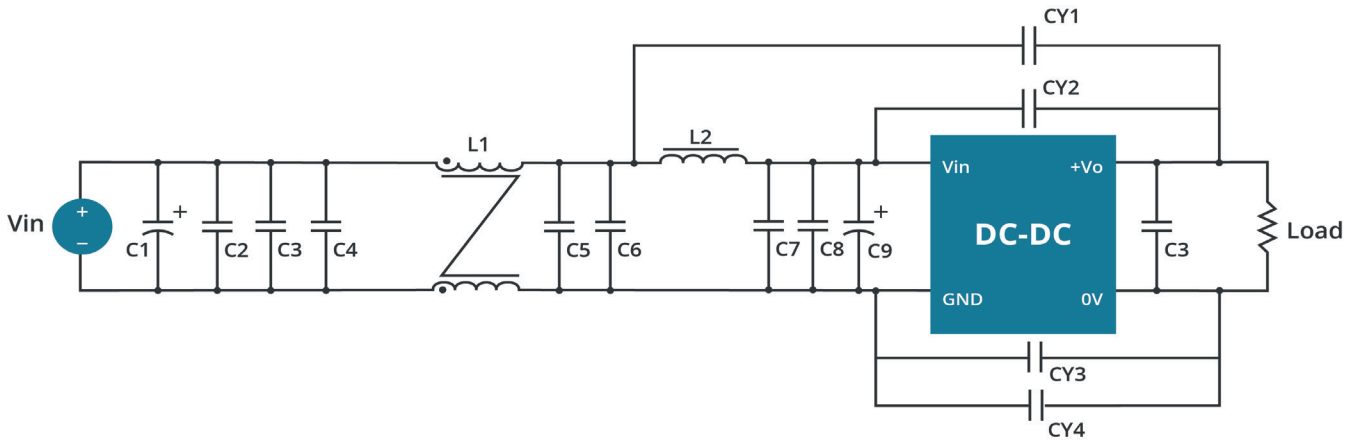 CY1
CY2
L1
L2
Vin
+
−
+
C1
C2
C3
C4
C5
C6
C7
C8
+
C9
Vin
+Vo
DC-DC
GND
0V
C3
Load
CY3
CY4